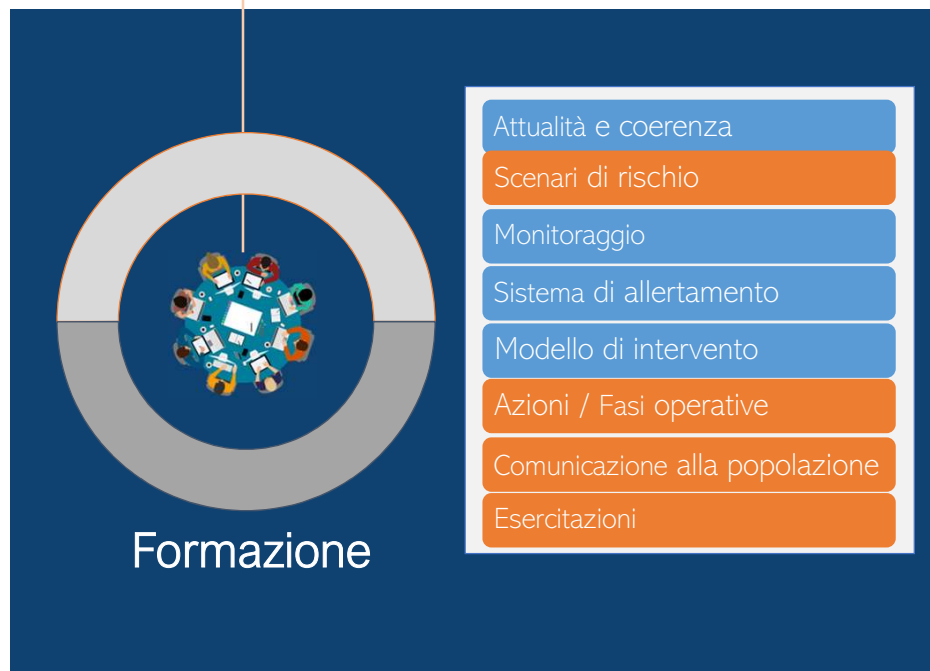 Attualità e coerenza
Scenari di rischio
Monitoraggio
Sistema di allertamento
Modello di intervento
Azioni / Fasi operative
Comunicazione alla popolazione
Esercitazioni
Formazione